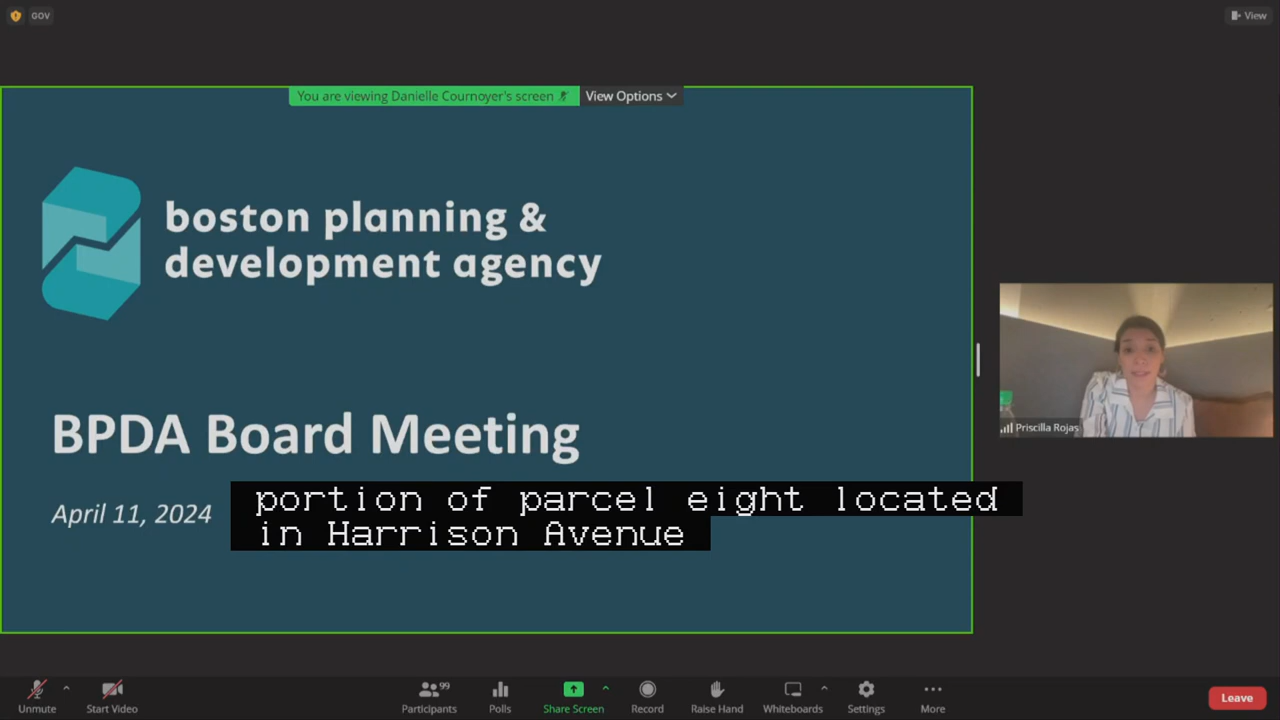 GOV
View
You are viewing Danielle Cournoyer's screen
View Options
boston planning &
development agency
BPDA Board Meeting
April 11, 2024
portion of parcel eight located
in Harrison Avenue
Priscilla Rojas
Unmute
Start Video
99
Participants
Polls
Share Screen
Record
Raise Hand
Whiteboards
Settings
More
Leave